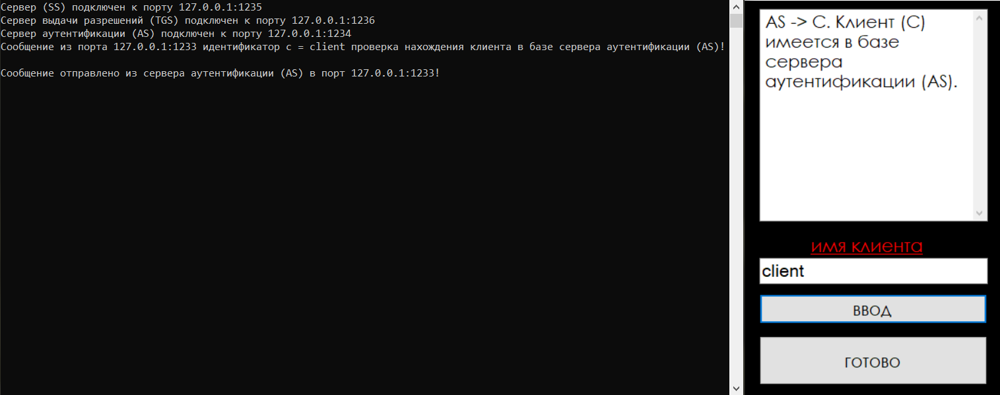 Сервер (SS) подключен к порту 127.0.0.1:1235
Сервер выдачи разрешений (TGS) подключен к порту 127.0.0.1:1236
Сервер аутентификации (AS) подключен к порту 127.0.0.1:1234
Сообщение из порта 127.0.0.1:1233 идентификатор c = client проверка нахождения клиента в базе сервера аутентификации (AS)!
Сообщение отправлено из сервера аутентификации (AS) в порт 127.0.0.1:1233!
AS -> C. Клиент (C)
имеется в базе
сервера
аутентификации (AS).
имя клиента
client
ВВОД
ГОТОВО